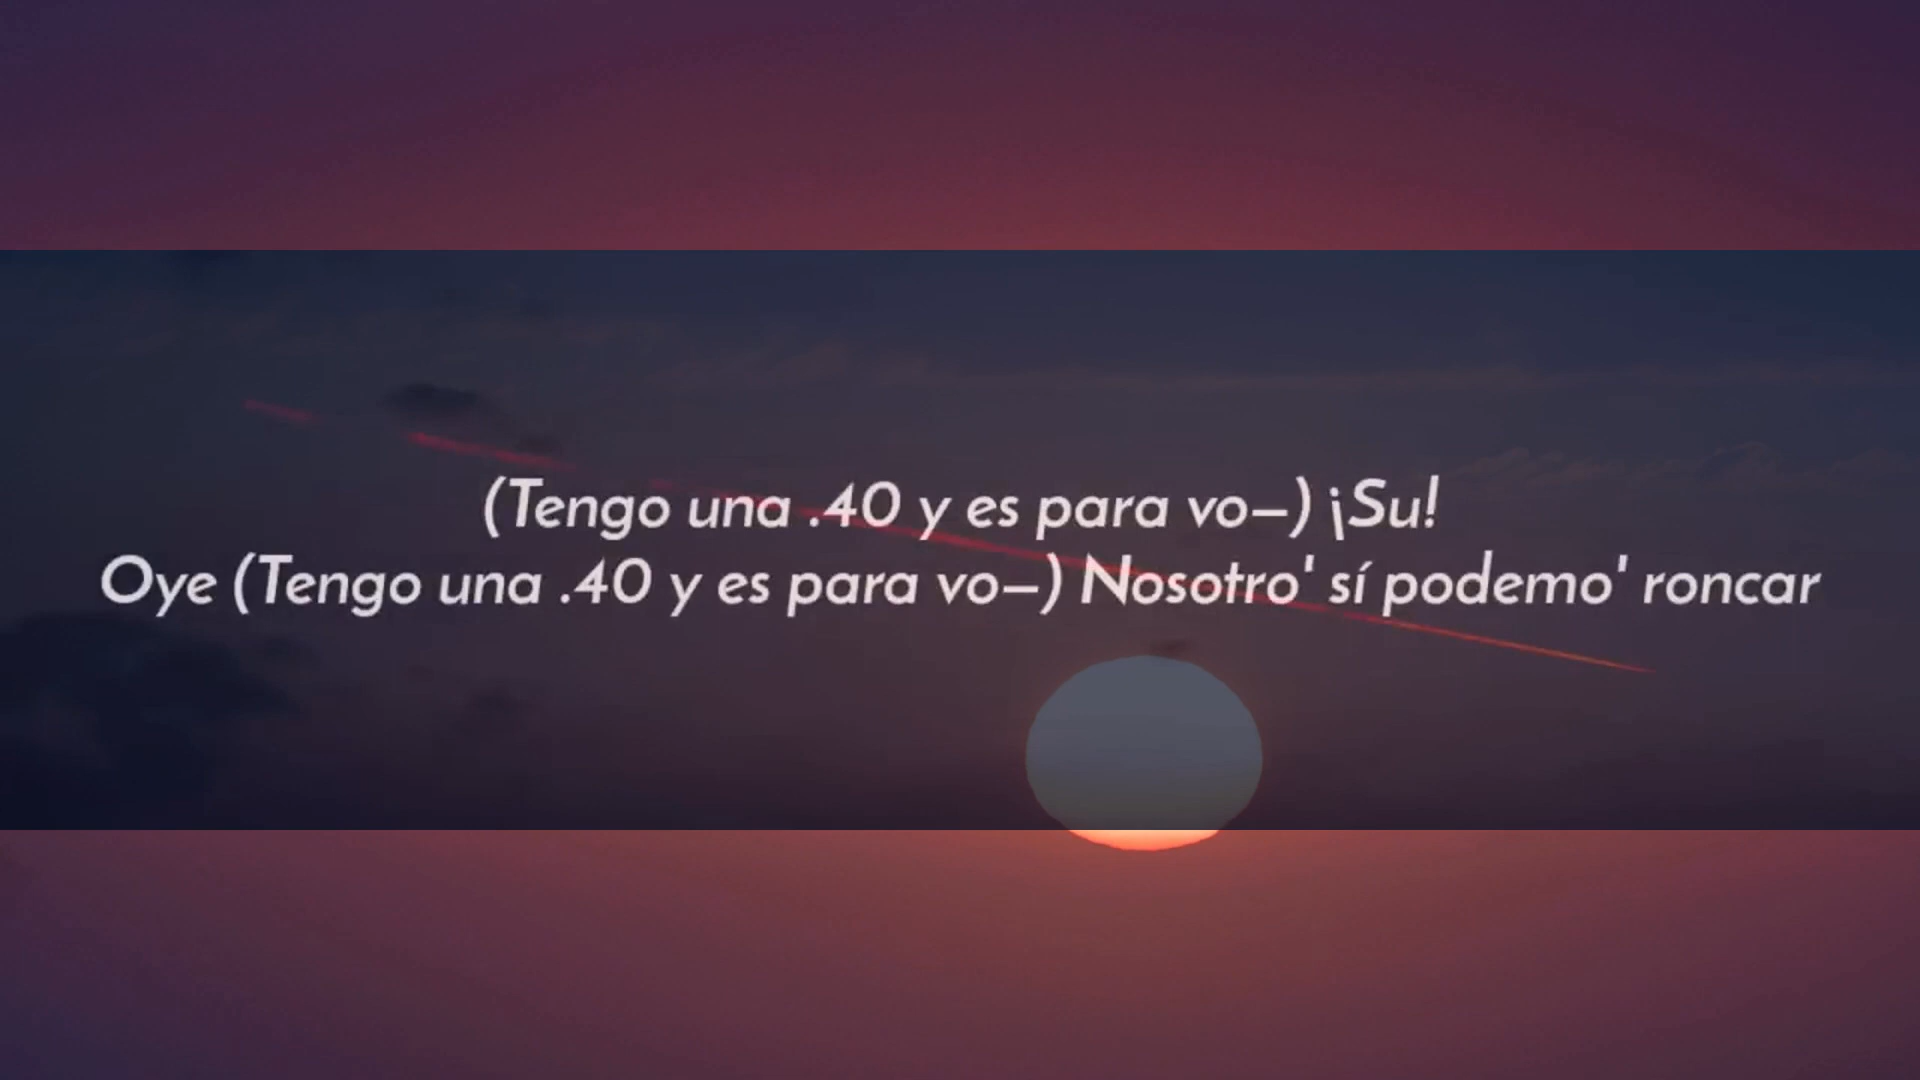 (Tengo una .40 y es para vo–) ¡Su!
Oye (Tengo una .40 y es para vo–) Nosotro' sí podemo' roncar